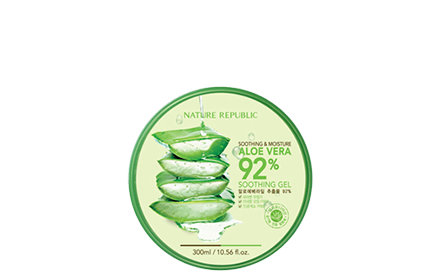 NATURE REPUBLIC
SOOTHING & MOISTURE
ALOE VERA
92%
SOOTHING GEL
알로에베라잎 추출물 92%
300ml / 10.56 fl. oz.